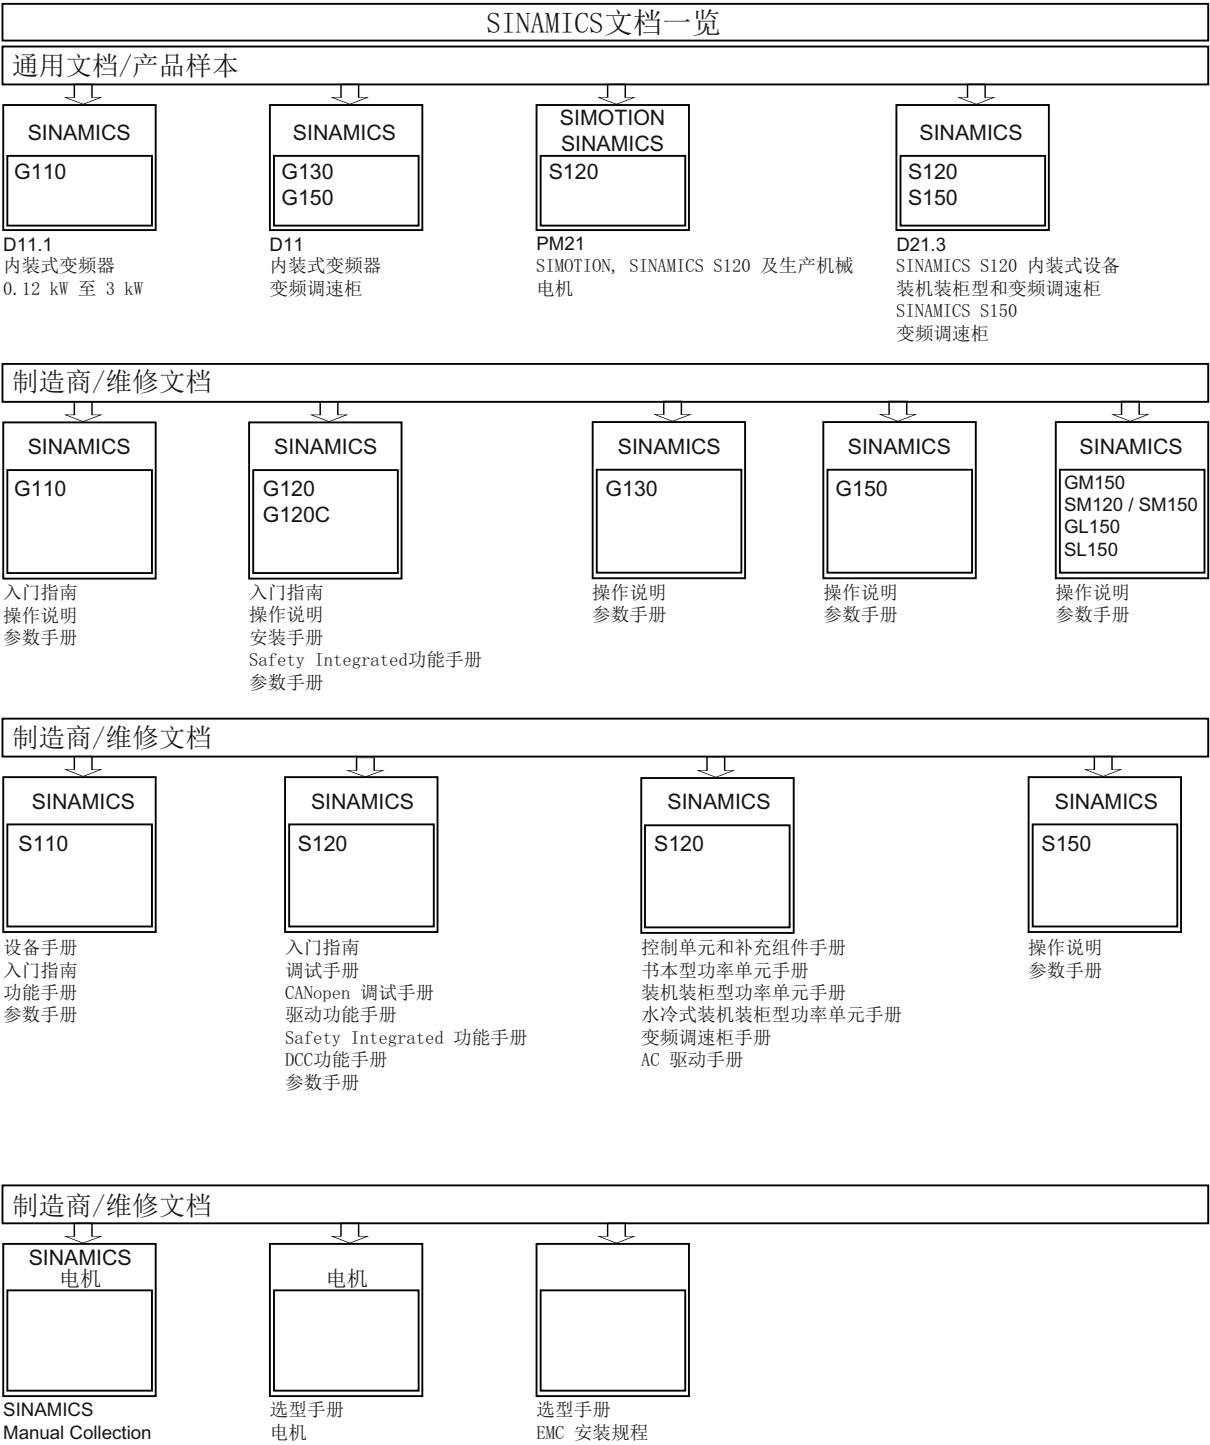 SINAMICS文档一览
通用文档/产品样本
SINAMICS
G110
D11.1
内装式变频器
0.12 kW 至 3 kW
SINAMICS
G130
G150
D11
内装式变频器
变频调速柜
SIMOTION
SINAMICS
S120
PM21
SIMOTION, SINAMICS S120 及生产机械
电机
SINAMICS
S120
S150
D21.3
SINAMICS S120 内装式设备
装机装柜型和变频调速柜
SINAMICS S150
变频调速柜
制造商/维修文档
SINAMICS
G110
入门指南
操作说明
参数手册
SINAMICS
G120
G120C
入门指南
操作说明
安装手册
Safety Integrated功能手册
参数手册
SINAMICS
G130
操作说明
参数手册
SINAMICS
G150
操作说明
参数手册
SINAMICS
GM150
SM120 / SM150
GL150
SL150
操作说明
参数手册
制造商/维修文档
SINAMICS
S110
设备手册
入门指南
功能手册
参数手册
SINAMICS
S120
入门指南
调试手册
CANopen 调试手册
驱动功能手册
Safety Integrated 功能手册
DCC功能手册
参数手册
SINAMICS
S120
控制单元和补充组件手册
书本型功率单元手册
装机装柜型功率单元手册
水冷式装机装柜型功率单元手册
变频调速柜手册
AC 驱动手册
SINAMICS
S150
操作说明
参数手册
制造商/维修文档
SINAMICS
电机
SINAMICS
Manual Collection
电机
选型手册
电机
选型手册
EMC 安装规程